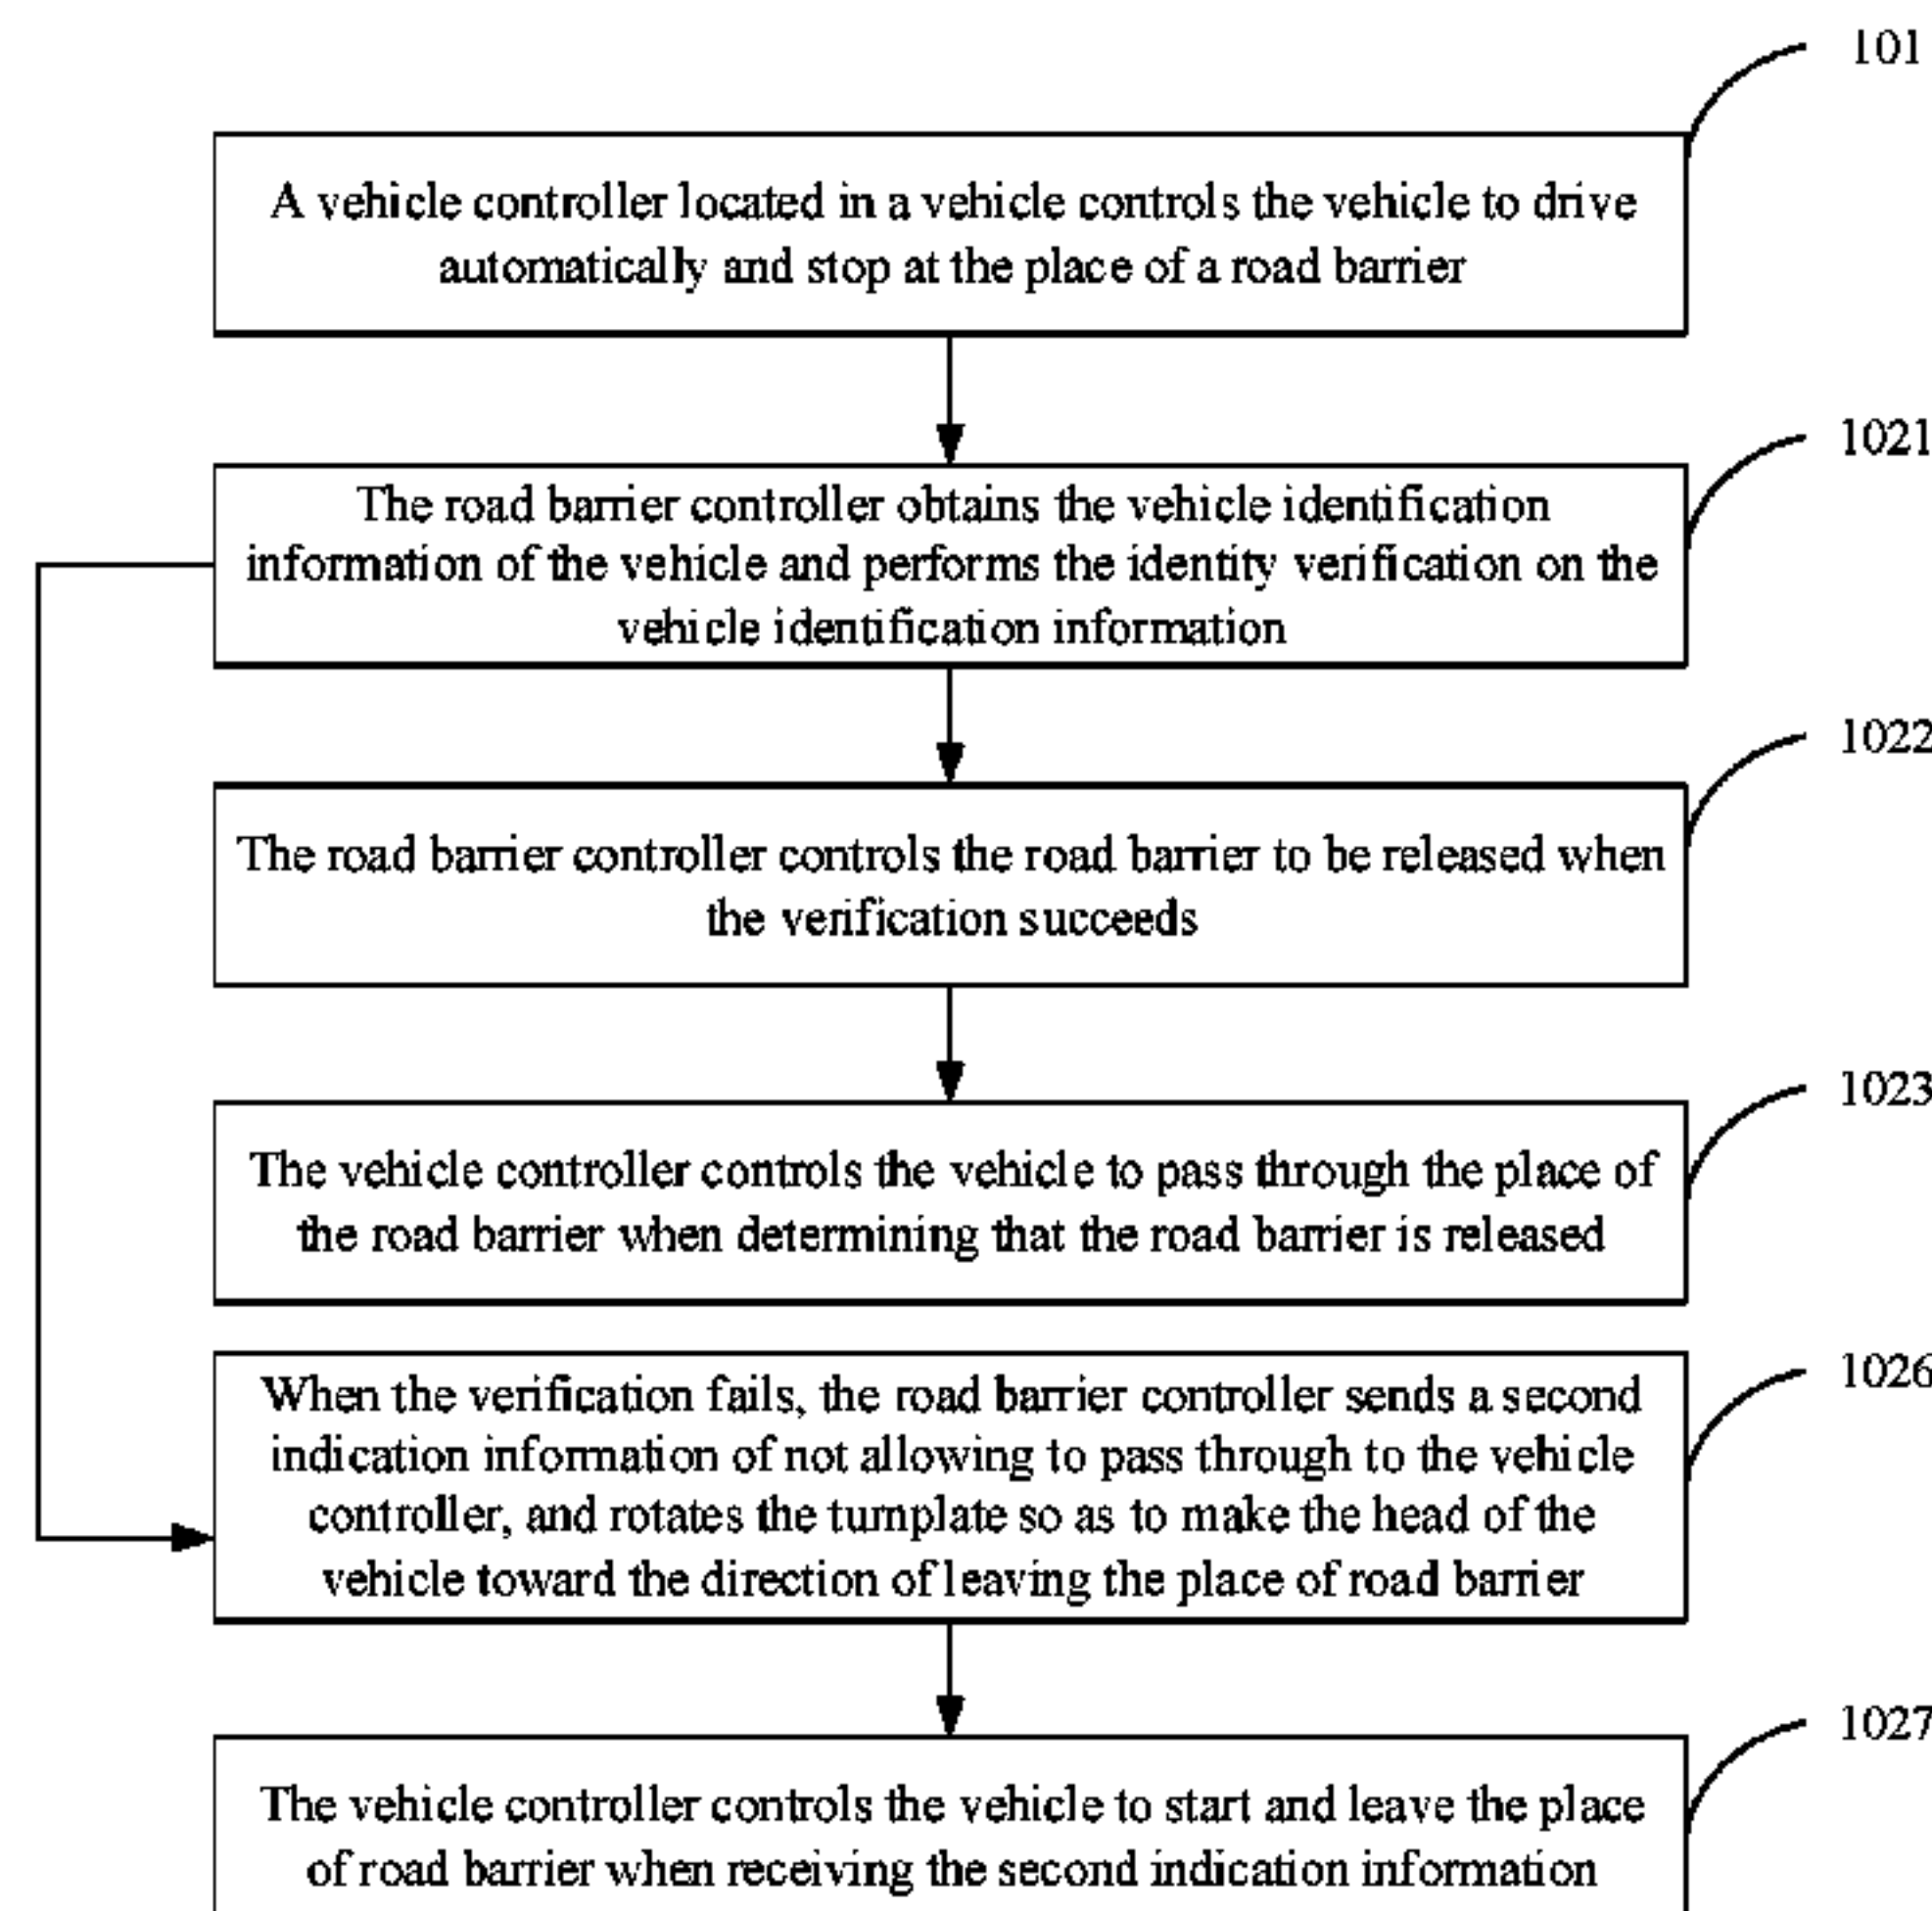 101
A vehicle controller located in a vehicle controls the vehicle to drive
automatically and stop at the place of a road barrier
1021
The road barrier controller obtains the vehicle identification
information of the vehicle and performs the identity verification on the
vehicle identification information
1022
The road barrier controller controls the road barrier to be released when
the verification succeeds
1023
The vehicle controller controls the vehicle to pass through the place of
the road barrier when determining that the road barrier is released
1026
When the verification fails, the road barrier controller sends a second
indication information of not allowing to pass through to the vehicle
controller, and rotates the turnplate so as to make the head of the
vehicle toward the direction of leaving the place of road barrier
1027
The vehicle controller controls the vehicle to start and leave the place
of road barrier when receiving the second indication information